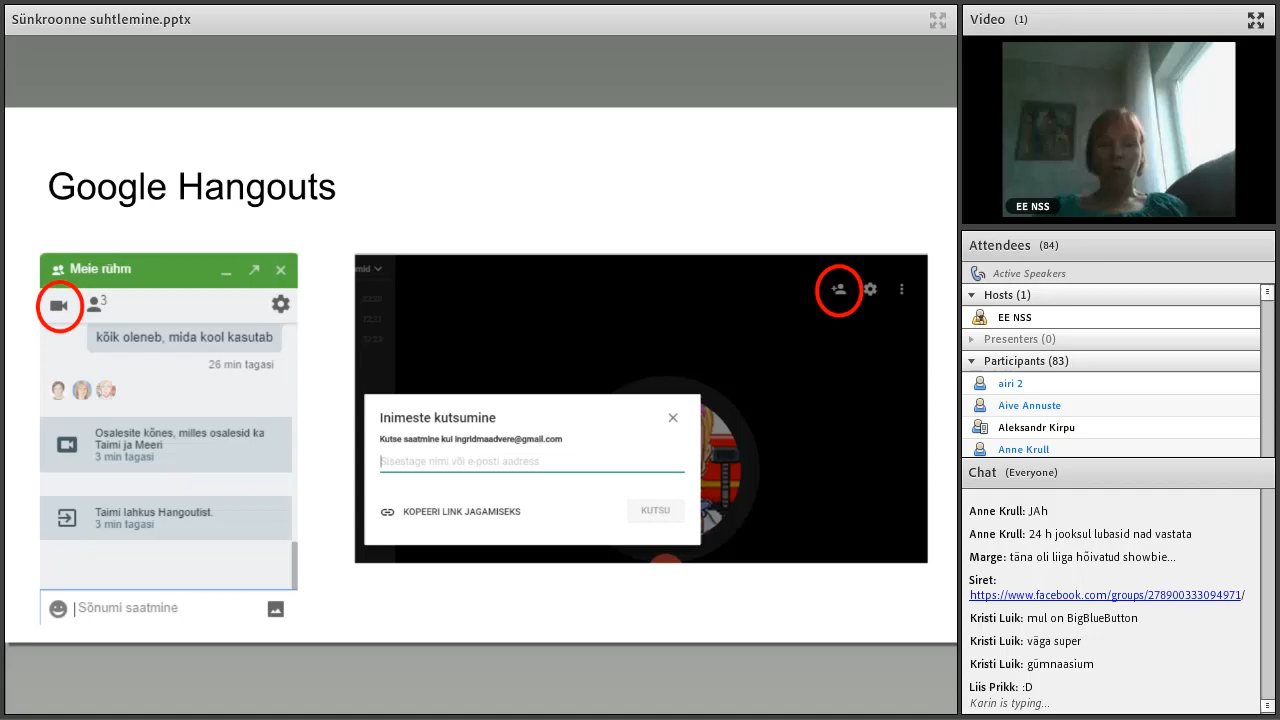 Sünkroonne suhtlemine.pptx
Google Hangouts
Meie rühm
3
kõik oleneb, mida kool kasutab
26 min tagasi
Osalesite kõnes, milles osalesid ka
Taimi ja Meeri
3 min tagasi
Taimi lahkus Hangoutist.
3 min tagasi
Sõnumi saatmine
Inimeste kutsumine
Kutse saatmine kui ingridmaadvere@gmail.com
Sisestage nimi või e-posti aadress
KOPEERI LINK JAGAMISEKS
KUTSU
Video (1)
EE NSS
Attendees (84)
Active Speakers
Hosts (1)
EE NSS
Presenters (0)
Participants (83)
airi 2
Aive Annuste
Aleksandr Kirpu
Anne Krull
Chat (Everyone)
Anne Krull: JAh
Anne Krull: 24 h jooksul lubasid nad vastata
Marge: täna oli liiga hõivatud showbie...
Siret:
https://www.facebook.com/groups/278900333094971/
Kristi Luik: mul on BigBlueButton
Kristi Luik: väga super
Kristi Luik: gümnaasium
Liis Prikk: :D
Karin is typing...